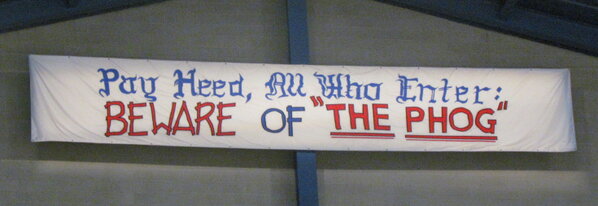 Pay Heed, All Who Enter:
BEWARE OF "THE PHOG"